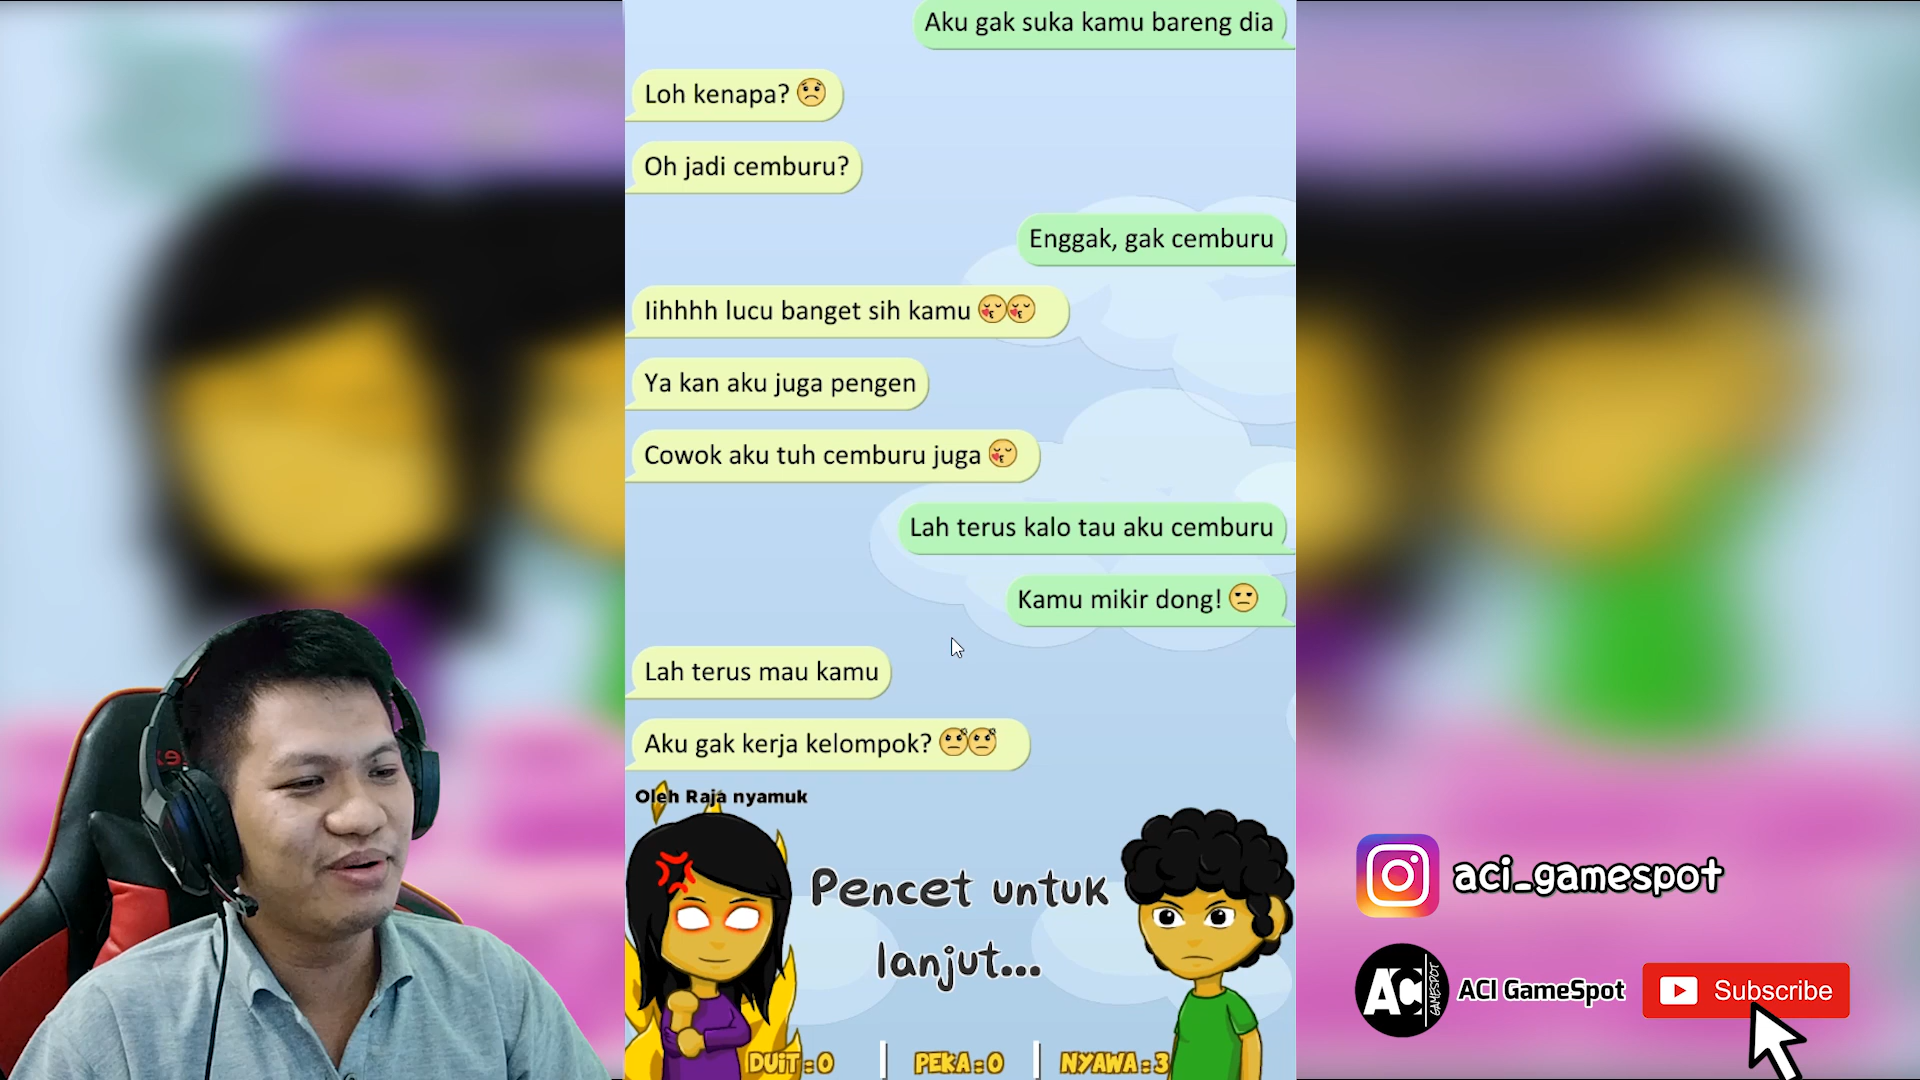 Aku gak suka kamu bareng dia
Loh kenapa? 😟
Oh jadi cemburu?
Enggak, gak cemburu
Iihhhh lucu banget sih kamu 😚😚
Ya kan aku juga pengen
Cowok aku tuh cemburu juga 😚
Lah terus kalo tau aku cemburu
Kamu mikir dong! 😒
Lah terus mau kamu
Aku gak kerja kelompok? 😓😓
Oleh Raja nyamuk
Pencet untuk
lanjut...
DUiT : 0 | PEKA : 0 | NYAWA : 3
aci_gamespot
AC GAMESPOT
ACI GameSpot
Subscribe